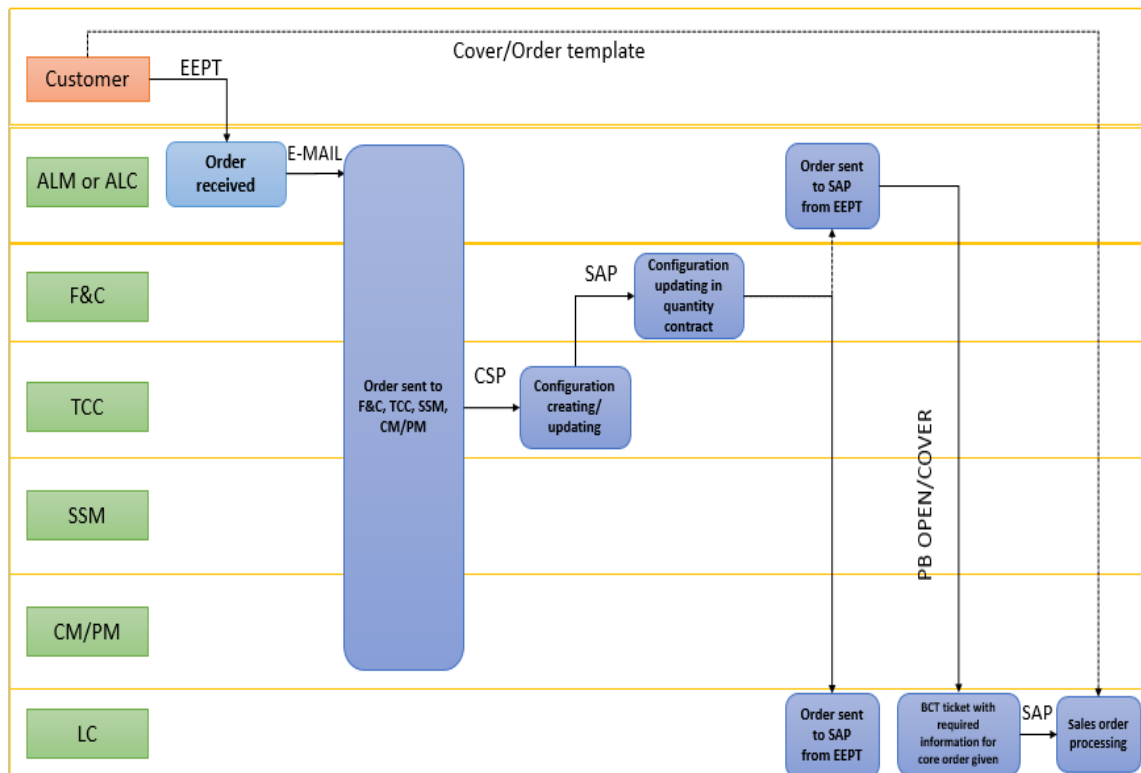 Cover/Order template
Customer
EEPT
ALM or ALC
Order
received
E-MAIL
Order sent
to SAP
from EEPT
F&C
SAP
Configuration
updating in
quantity
contract
TCC
Order sent to
F&C, TCC, SSM,
CM/PM
CSP
Configuration
creating/
updating
PB OPEN/COVER
SSM
CM/PM
LC
Order sent
to SAP
from EEPT
BCT ticket with
required
information for
core order given
SAP
Sales order
processing